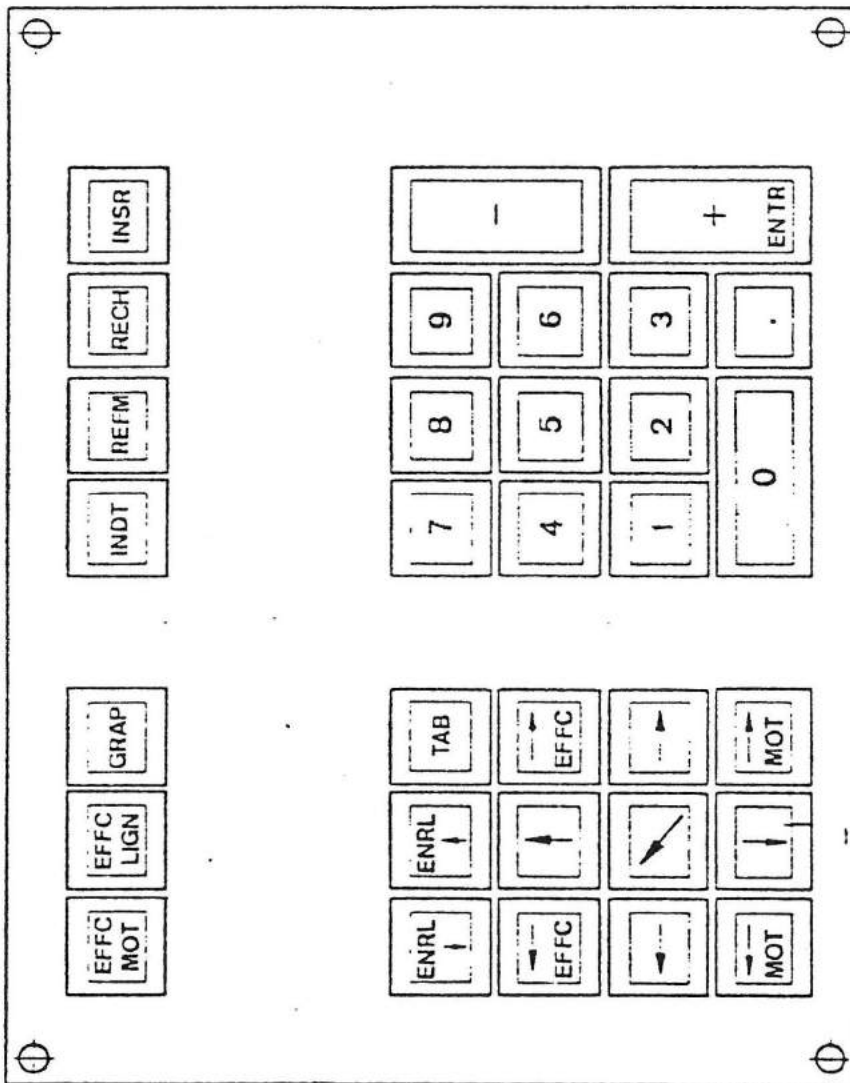 EFFC
MOT
EFFC
LIGN
GRAP
INDT
REFM
RECH
INSR
ENRL
ENRL
TAB
7
8
9
-
EFFC
EFFC
4
5
6
1
2
3
+
ENTR
MOT
MOT
0
.